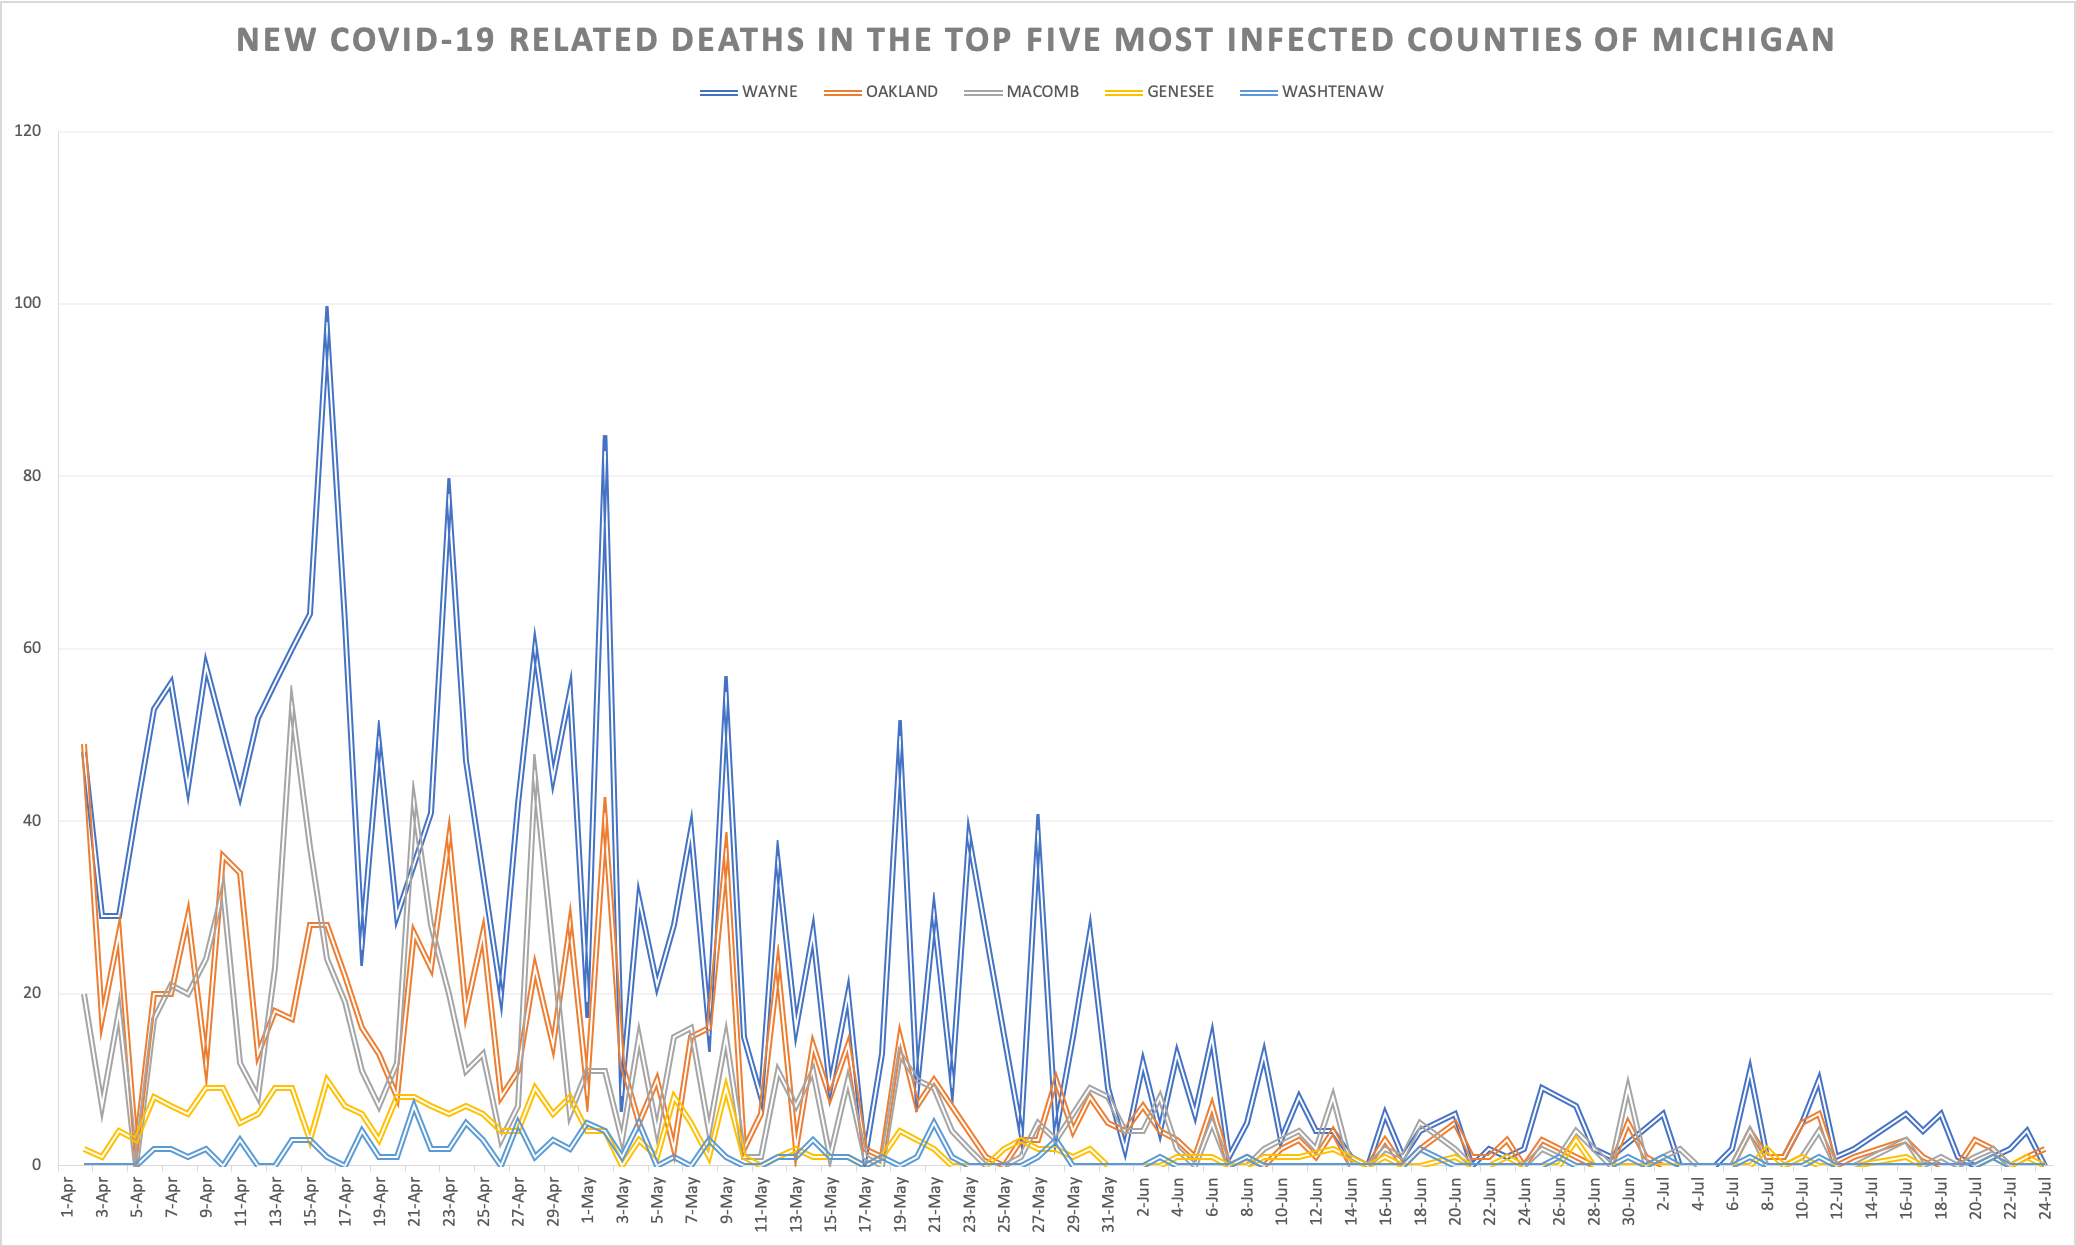 NEW COVID-19 RELATED DEATHS IN THE TOP FIVE MOST INFECTED COUNTIES OF MICHIGAN
WAYNE OAKLAND MACOMB GENESEE WASHTENAW
120
100
80
60
40
20
0
1-Apr 3-Apr 5-Apr 7-Apr 9-Apr 11-Apr 13-Apr 15-Apr 17-Apr 19-Apr 21-Apr 23-Apr 25-Apr 27-Apr 29-Apr 1-May 3-May 5-May 7-May 9-May 11-May 13-May 15-May 17-May 19-May 21-May 23-May 25-May 27-May 29-May 31-May 2-Jun 4-Jun 6-Jun 8-Jun 10-Jun 12-Jun 14-Jun 16-Jun 18-Jun 20-Jun 22-Jun 24-Jun 26-Jun 28-Jun 30-Jun 2-Jul 4-Jul 6-Jul 8-Jul 10-Jul 12-Jul 14-Jul 16-Jul 18-Jul 20-Jul 22-Jul 24-Jul